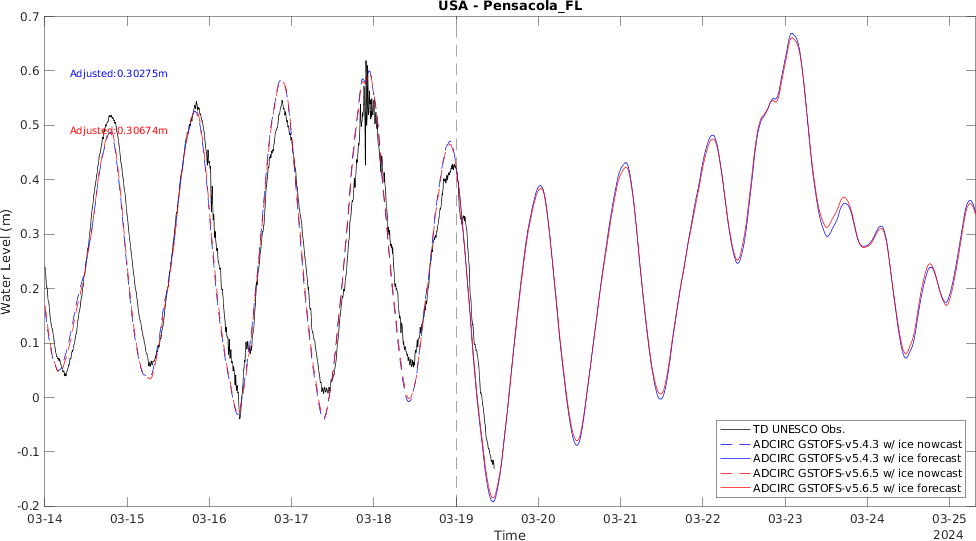 USA - Pensacola_FL
0.7
0.6
0.5
0.4
0.3
0.2
0.1
0
-0.1
-0.2
Water Level (m)
Adjusted:0.30275m
Adjusted:0.30674m
TD UNESCO Obs.
ADCIRC GSTOFS-v5.4.3 w/ ice nowcast
ADCIRC GSTOFS-v5.4.3 w/ ice forecast
ADCIRC GSTOFS-v5.6.5 w/ ice nowcast
ADCIRC GSTOFS-v5.6.5 w/ ice forecast
03-14 03-15 03-16 03-17 03-18 03-19 03-20 03-21 03-22 03-23 03-24 03-25
Time
2024